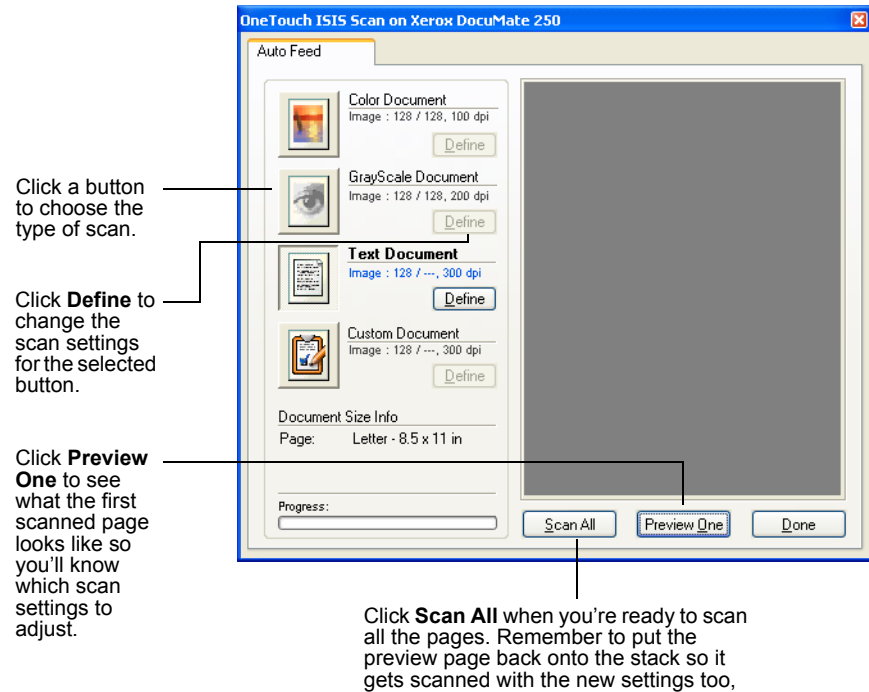 OneTouch ISIS Scan on Xerox DocuMate 250
Auto Feed
Color Document
Image : 128 / 128, 100 dpi
Define
GrayScale Document
Image : 128 / 128, 200 dpi
Define
Text Document
Image : 128 / ---, 300 dpi
Define
Custom Document
Image : 128 / ---, 300 dpi
Define
Document Size Info
Page: Letter - 8.5 x 11 in
Progress:
Scan All
Preview One
Done
Click a button
to choose the
type of scan.
Click Define to
change the
scan settings
for the selected
button.
Click Preview
One to see
what the first
scanned page
looks like so
you'll know
which scan
settings to
adjust.
Click Scan All when you're ready to scan
all the pages. Remember to put the
preview page back onto the stack so it
gets scanned with the new settings too,